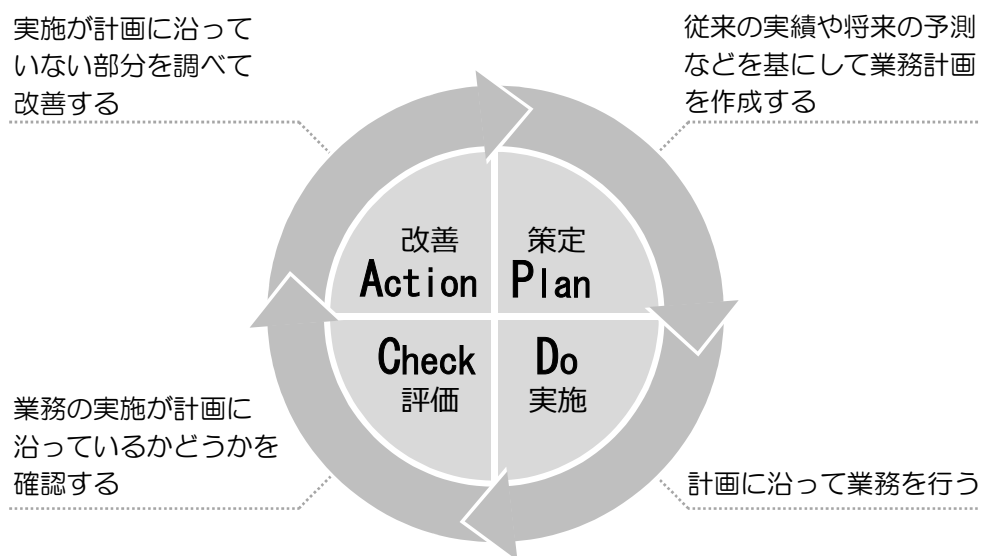 実施が計画に沿って
いない部分を調べて
改善する
従来の実績や将来の予測
などを基にして業務計画
を作成する
改善
Action
策定
Plan
Check
評価
Do
実施
業務の実施が計画に
沿っているかどうかを
確認する
計画に沿って業務を行う